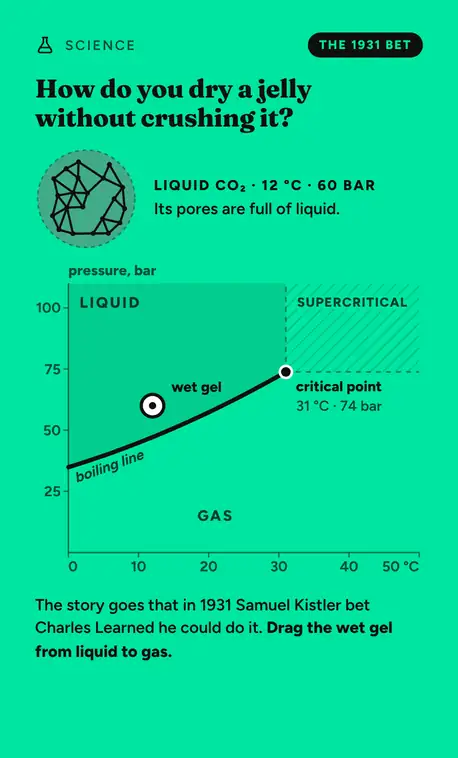 SCIENCE
THE 1931 BET
How do you dry a jelly
without crushing it?
LIQUID CO₂ · 12 °C · 60 BAR
Its pores are full of liquid.
pressure, bar
100
LIQUID
SUPERCRITICAL
75
wet gel
critical point
31 °C · 74 bar
50
boiling line
25
GAS
0
10
20
30
40
50 °C
The story goes that in 1931 Samuel Kistler bet
Charles Learned he could do it. Drag the wet gel
from liquid to gas.